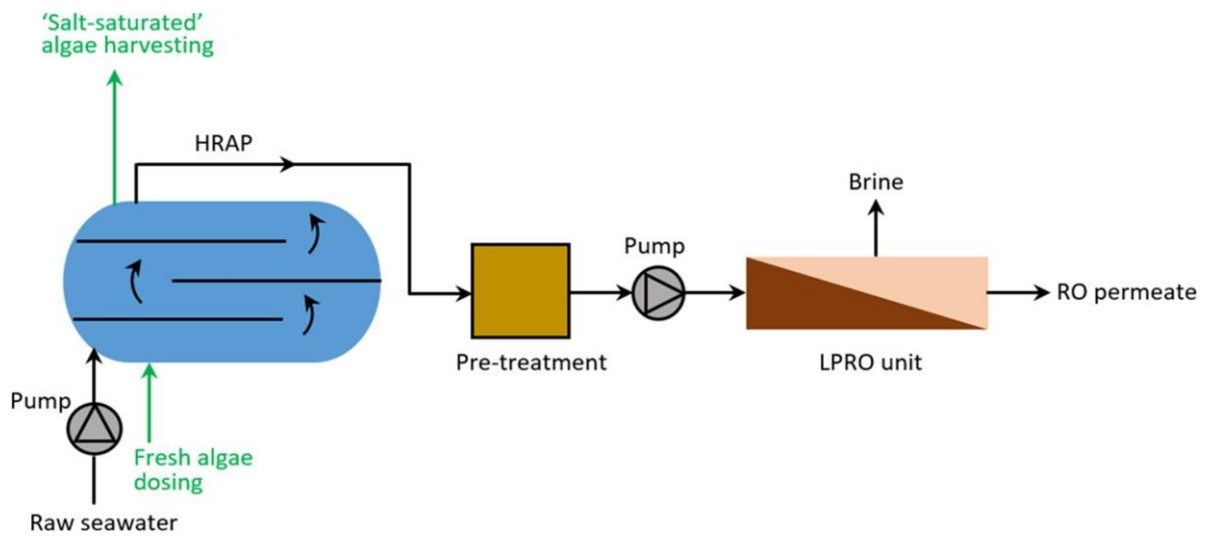 ‘Salt-saturated’
algae harvesting
HRAP
Brine
Pump
RO permeate
Pre-treatment
LPRO unit
Pump
Fresh algae
dosing
Raw seawater